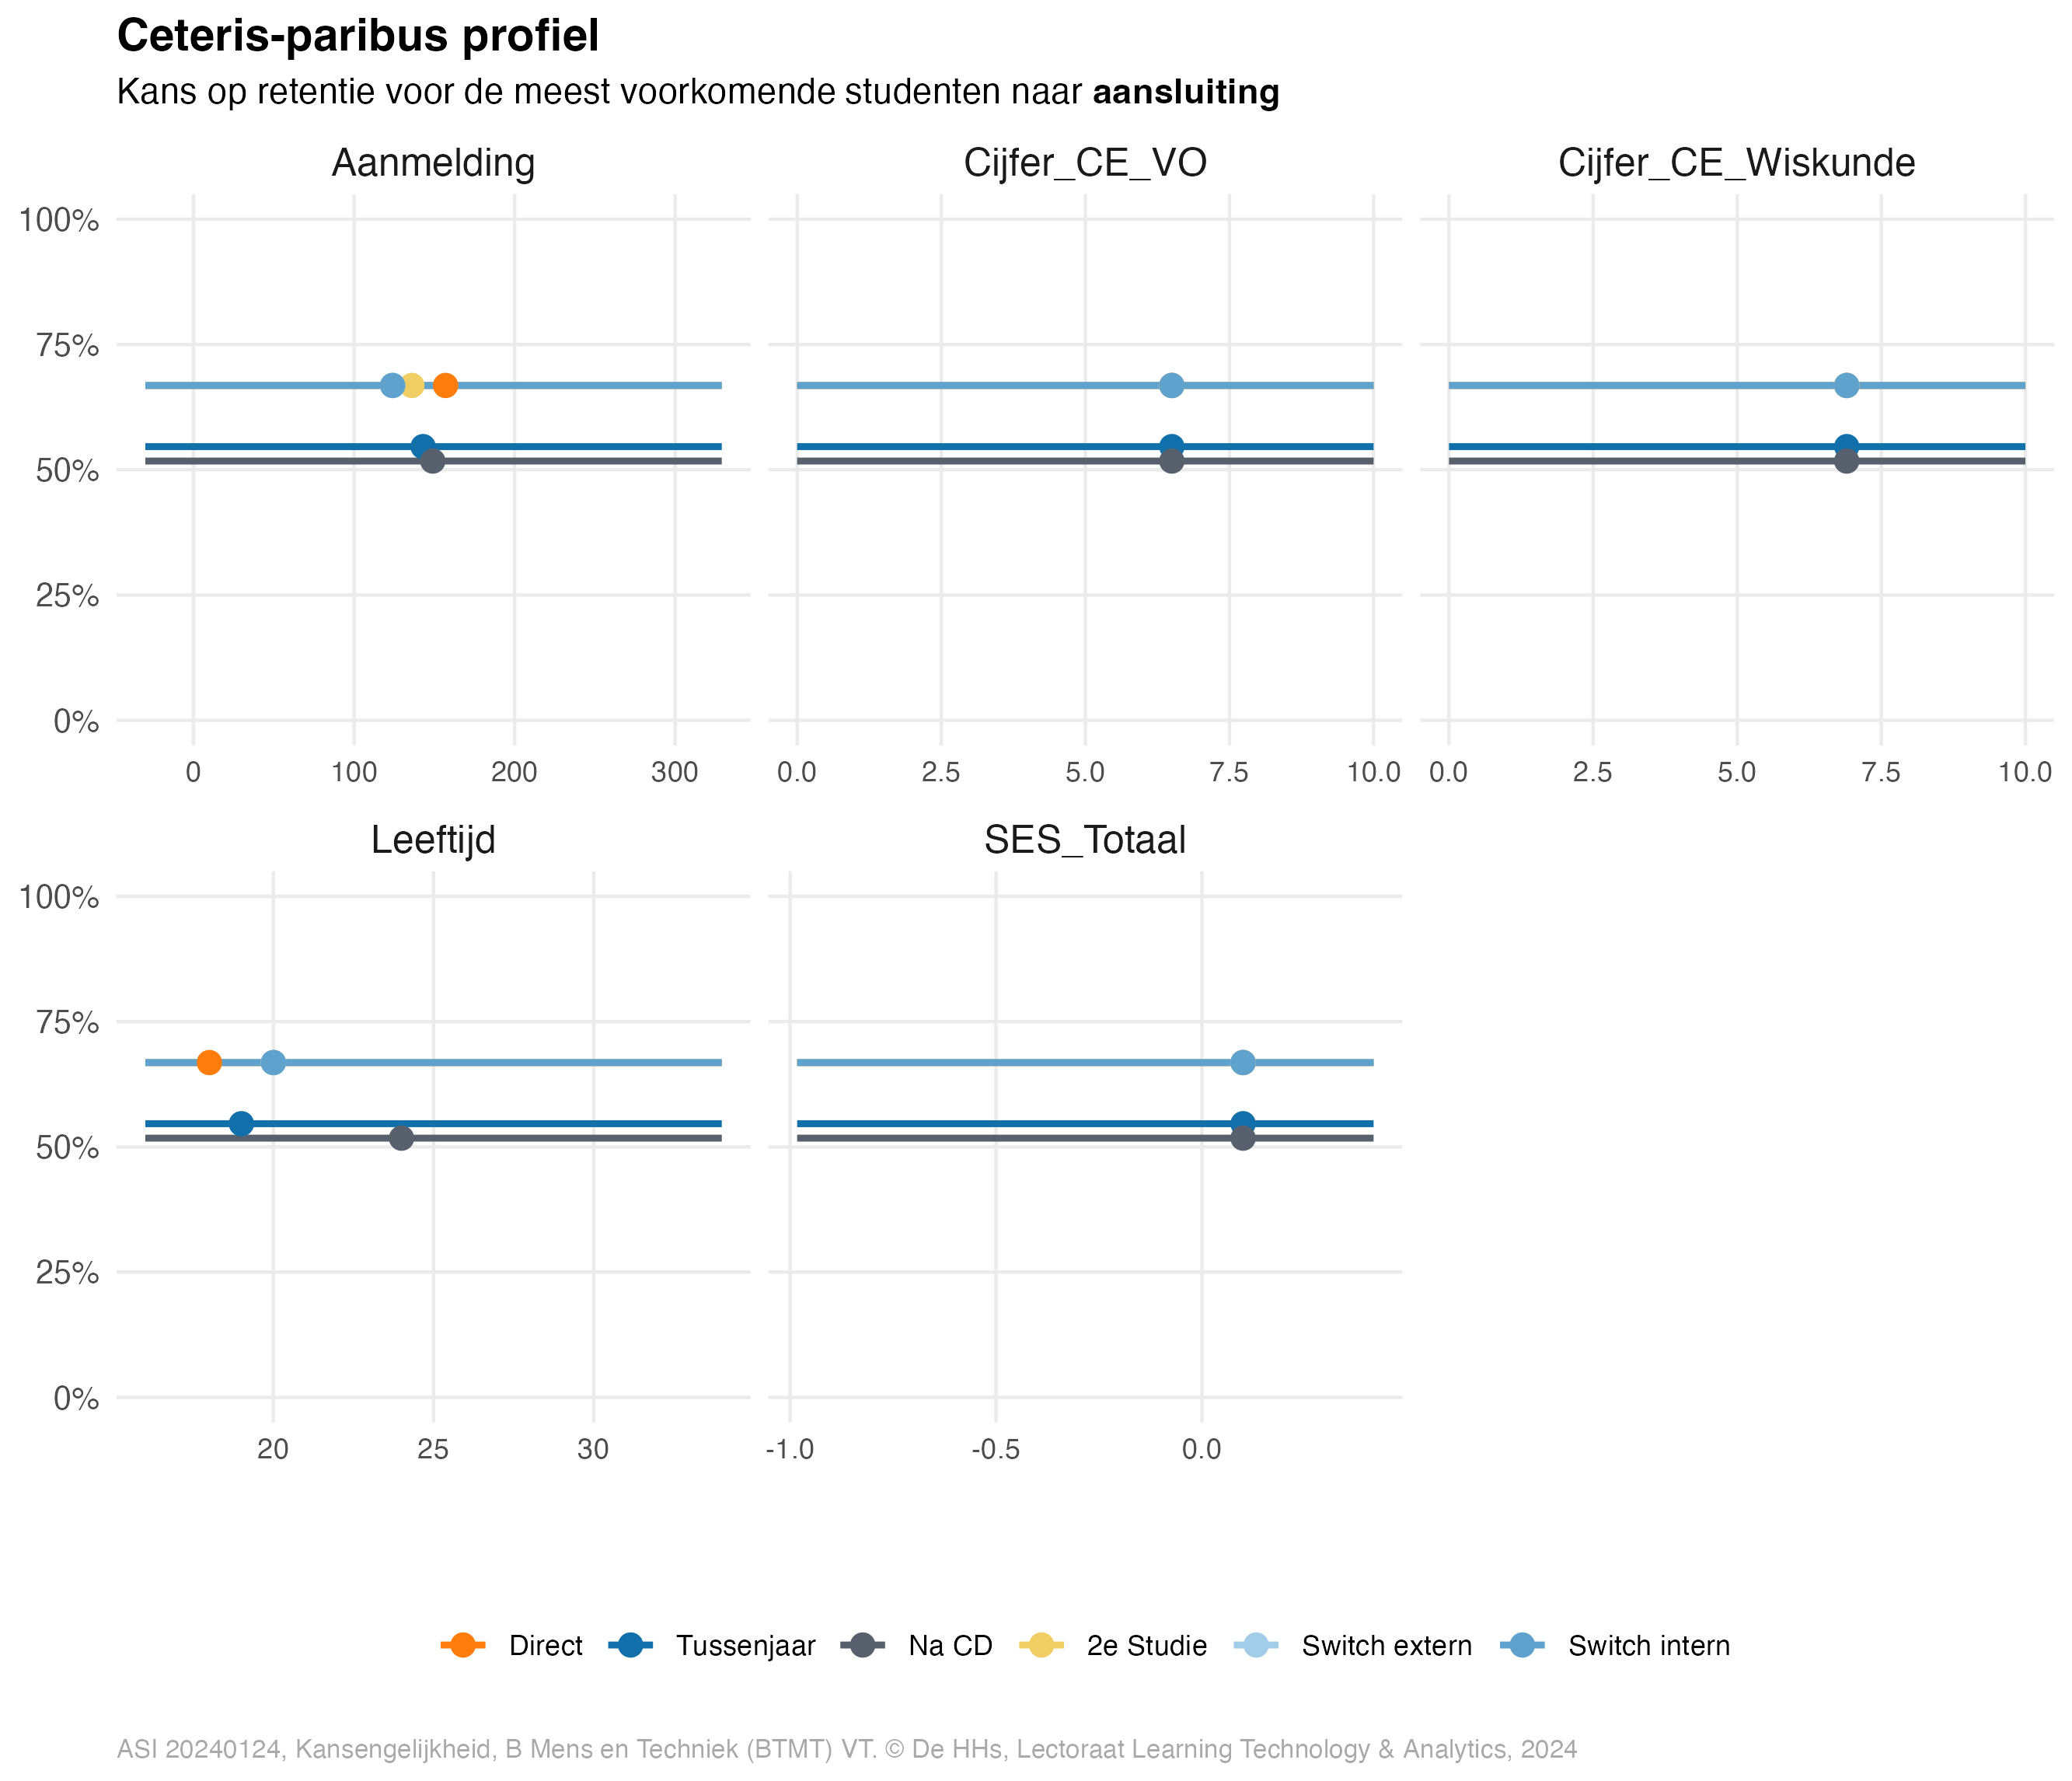 Ceteris-paribus profiel
Kans op retentie voor de meest voorkomende studenten naar aansluiting
Aanmelding Cijfer_CE_VO Cijfer_CE_Wiskunde
100%
75%
50%
25%
0%
0 100 200 300 0.0 2.5 5.0 7.5 10.0 0.0 2.5 5.0 7.5 10.0
Leeftijd SES_Totaal
100%
75%
50%
25%
0%
20 25 30 -1.0 -0.5 0.0
Direct Tussenjaar Na CD 2e Studie Switch extern Switch intern
ASI 20240124, Kansengelijkheid, B Mens en Techniek (BTMT) VT. © De HHs, Lectoraat Learning Technology & Analytics, 2024